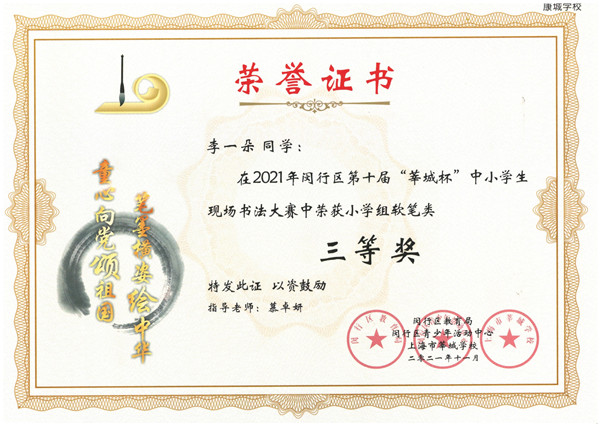 康城学校
荣誉证书
李一朵 同学：
在2021年闵行区第十届“莘城杯”中小学生
现场书法大赛中荣获小学组软笔类
三等奖
特发此证 以资鼓励
指导老师：慕卓妍
童心向党颂祖国
笔墨横姿绘中华
闵行区教育局
闵行区青少年活动中心
上海市莘城学校
二〇二一年十一月